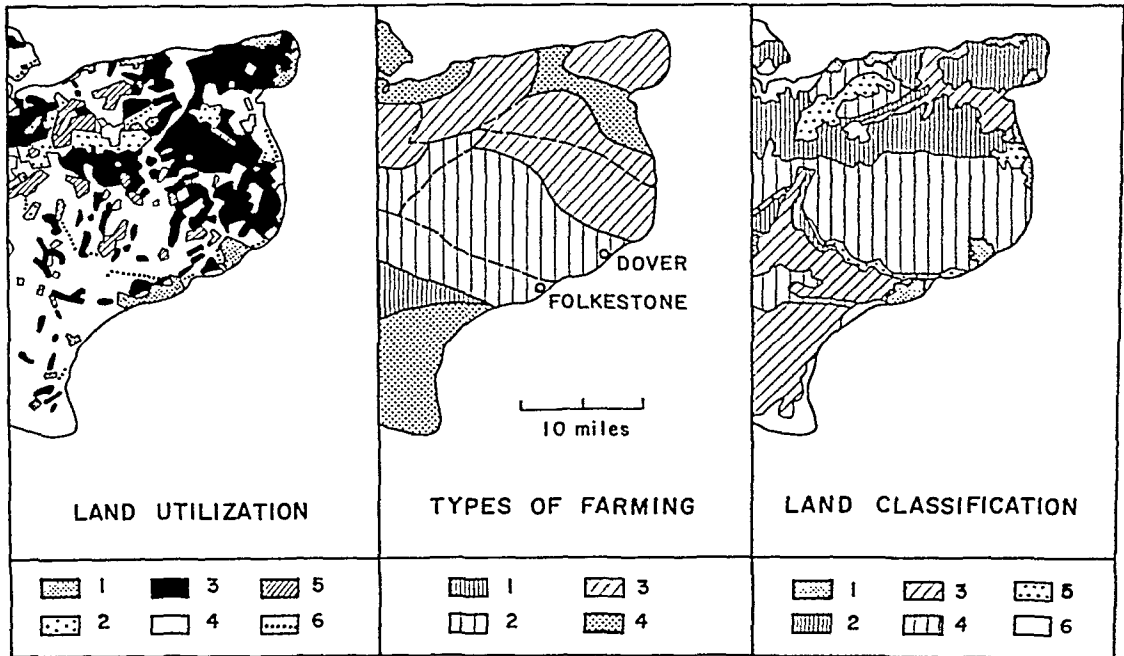 DOVER
FOLKESTONE
10 miles
LAND UTILIZATION
TYPES OF FARMING
LAND CLASSIFICATION
1 3 5
2 4 6
1 3
2 4
1 3 5
2 4 6